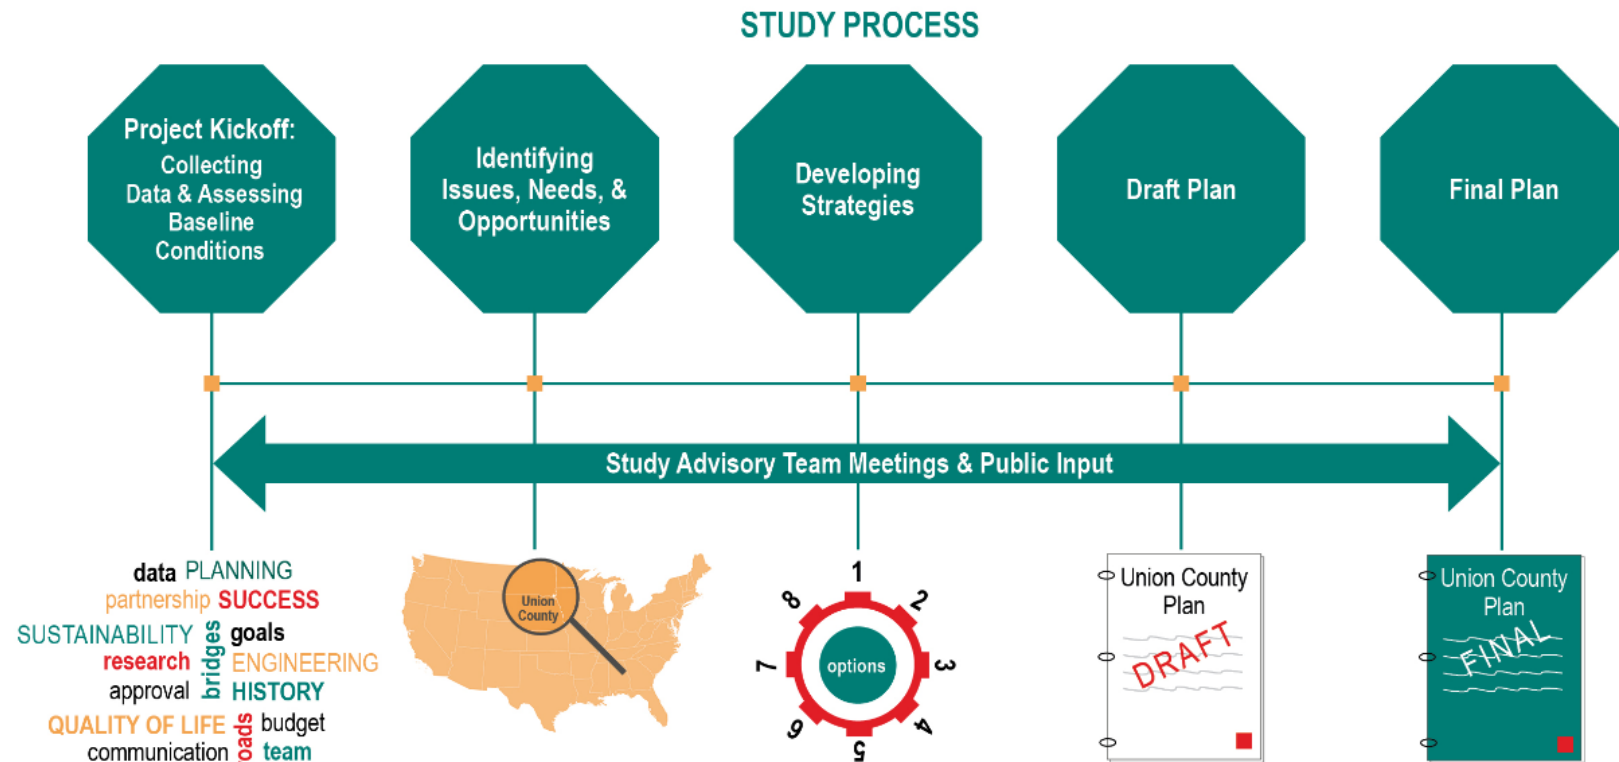 STUDY PROCESS
Project Kickoff:
Collecting
Data & Assessing
Baseline
Conditions
Identifying
Issues, Needs, &
Opportunities
Developing
Strategies
Draft Plan
Final Plan
Study Advisory Team Meetings & Public Input
data PLANNING
partnership SUCCESS
SUSTAINABILITY
bridges
goals
research
ENGINEERING
approval
HISTORY
QUALITY OF LIFE
budget
communication
team
Union
County
1
2
3
4
5
6
7
8
options
Union County
Plan
DRAFT
Union County
Plan
FINAL